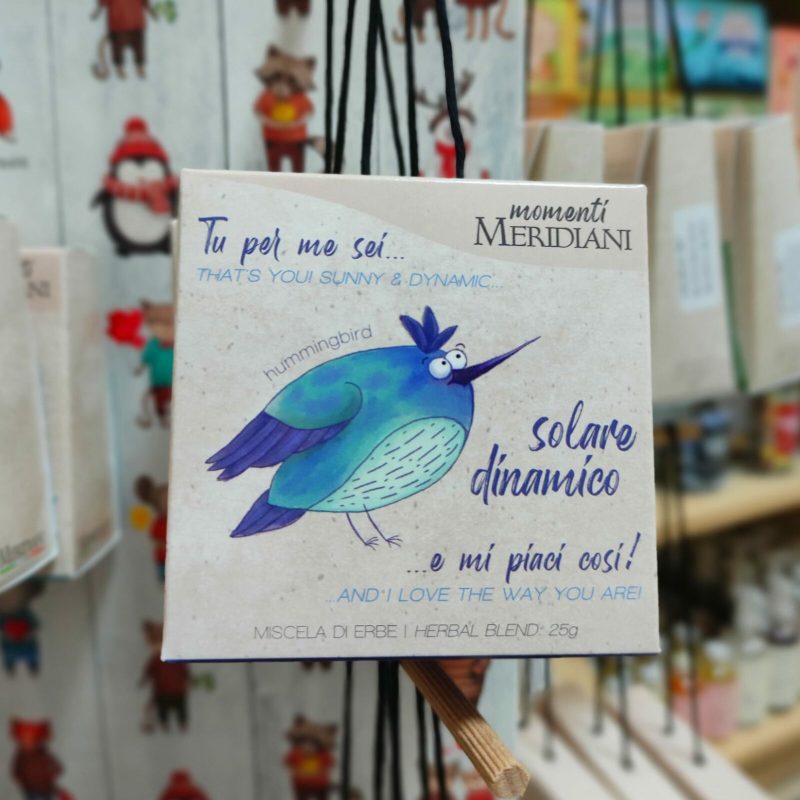 momenti
MERIDIANI
Tu per me sei...
THAT'S YOU! SUNNY & DYNAMIC...
hummingbird
solare
dinamico
...e mi piaci così!
...AND I LOVE THE WAY YOU ARE!
MISCELA DI ERBE | HERBAL BLEND: 25g